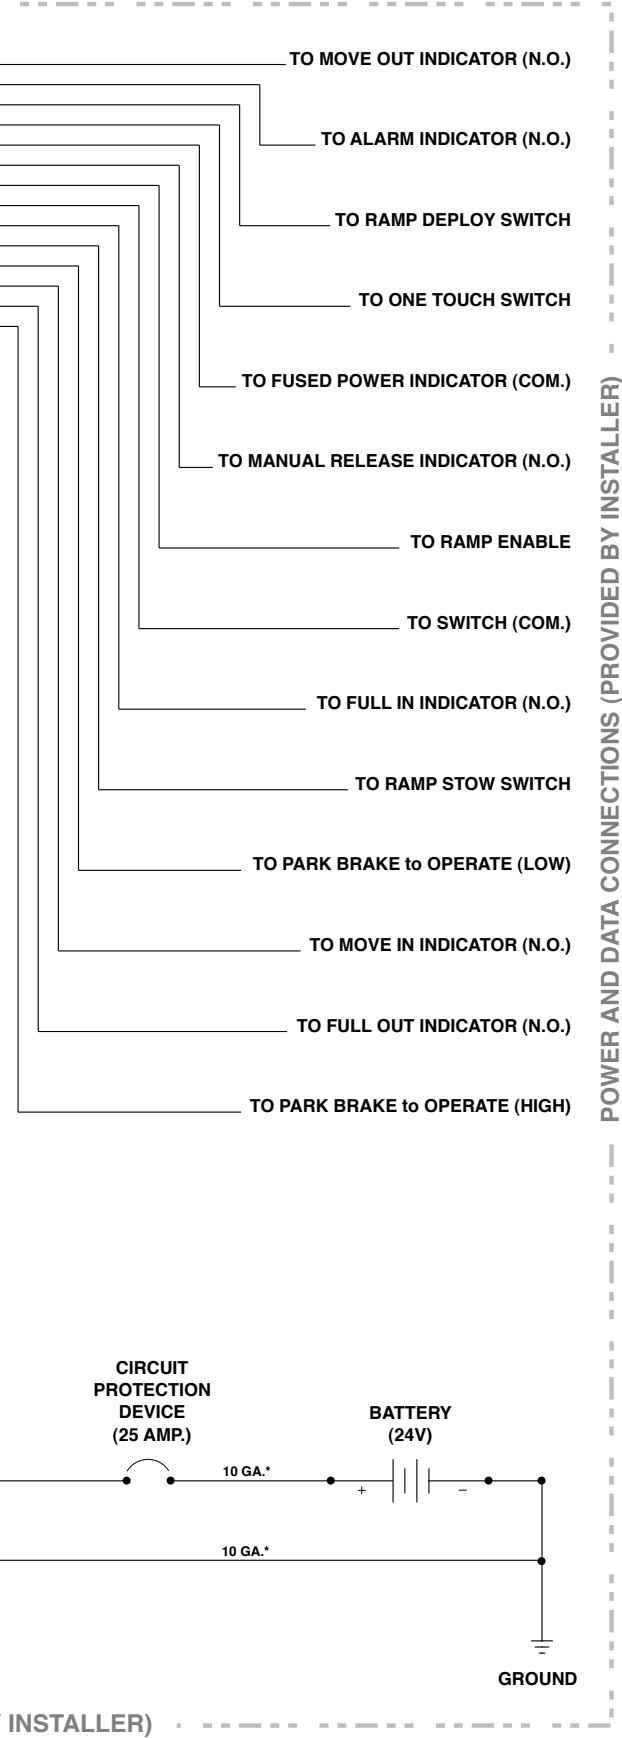 TO MOVE OUT INDICATOR (N.O.)
TO ALARM INDICATOR (N.O.)
TO RAMP DEPLOY SWITCH
TO ONE TOUCH SWITCH
TO FUSED POWER INDICATOR (COM.)
TO MANUAL RELEASE INDICATOR (N.O.)
TO RAMP ENABLE
TO SWITCH (COM.)
TO FULL IN INDICATOR (N.O.)
TO RAMP STOW SWITCH
TO PARK BRAKE to OPERATE (LOW)
TO MOVE IN INDICATOR (N.O.)
TO FULL OUT INDICATOR (N.O.)
TO PARK BRAKE to OPERATE (HIGH)
POWER AND DATA CONNECTIONS (PROVIDED BY INSTALLER)
CIRCUIT
PROTECTION
DEVICE
(25 AMP.)
BATTERY
(24V)
10 GA.*
+ –
10 GA.*
GROUND
INSTALLER)